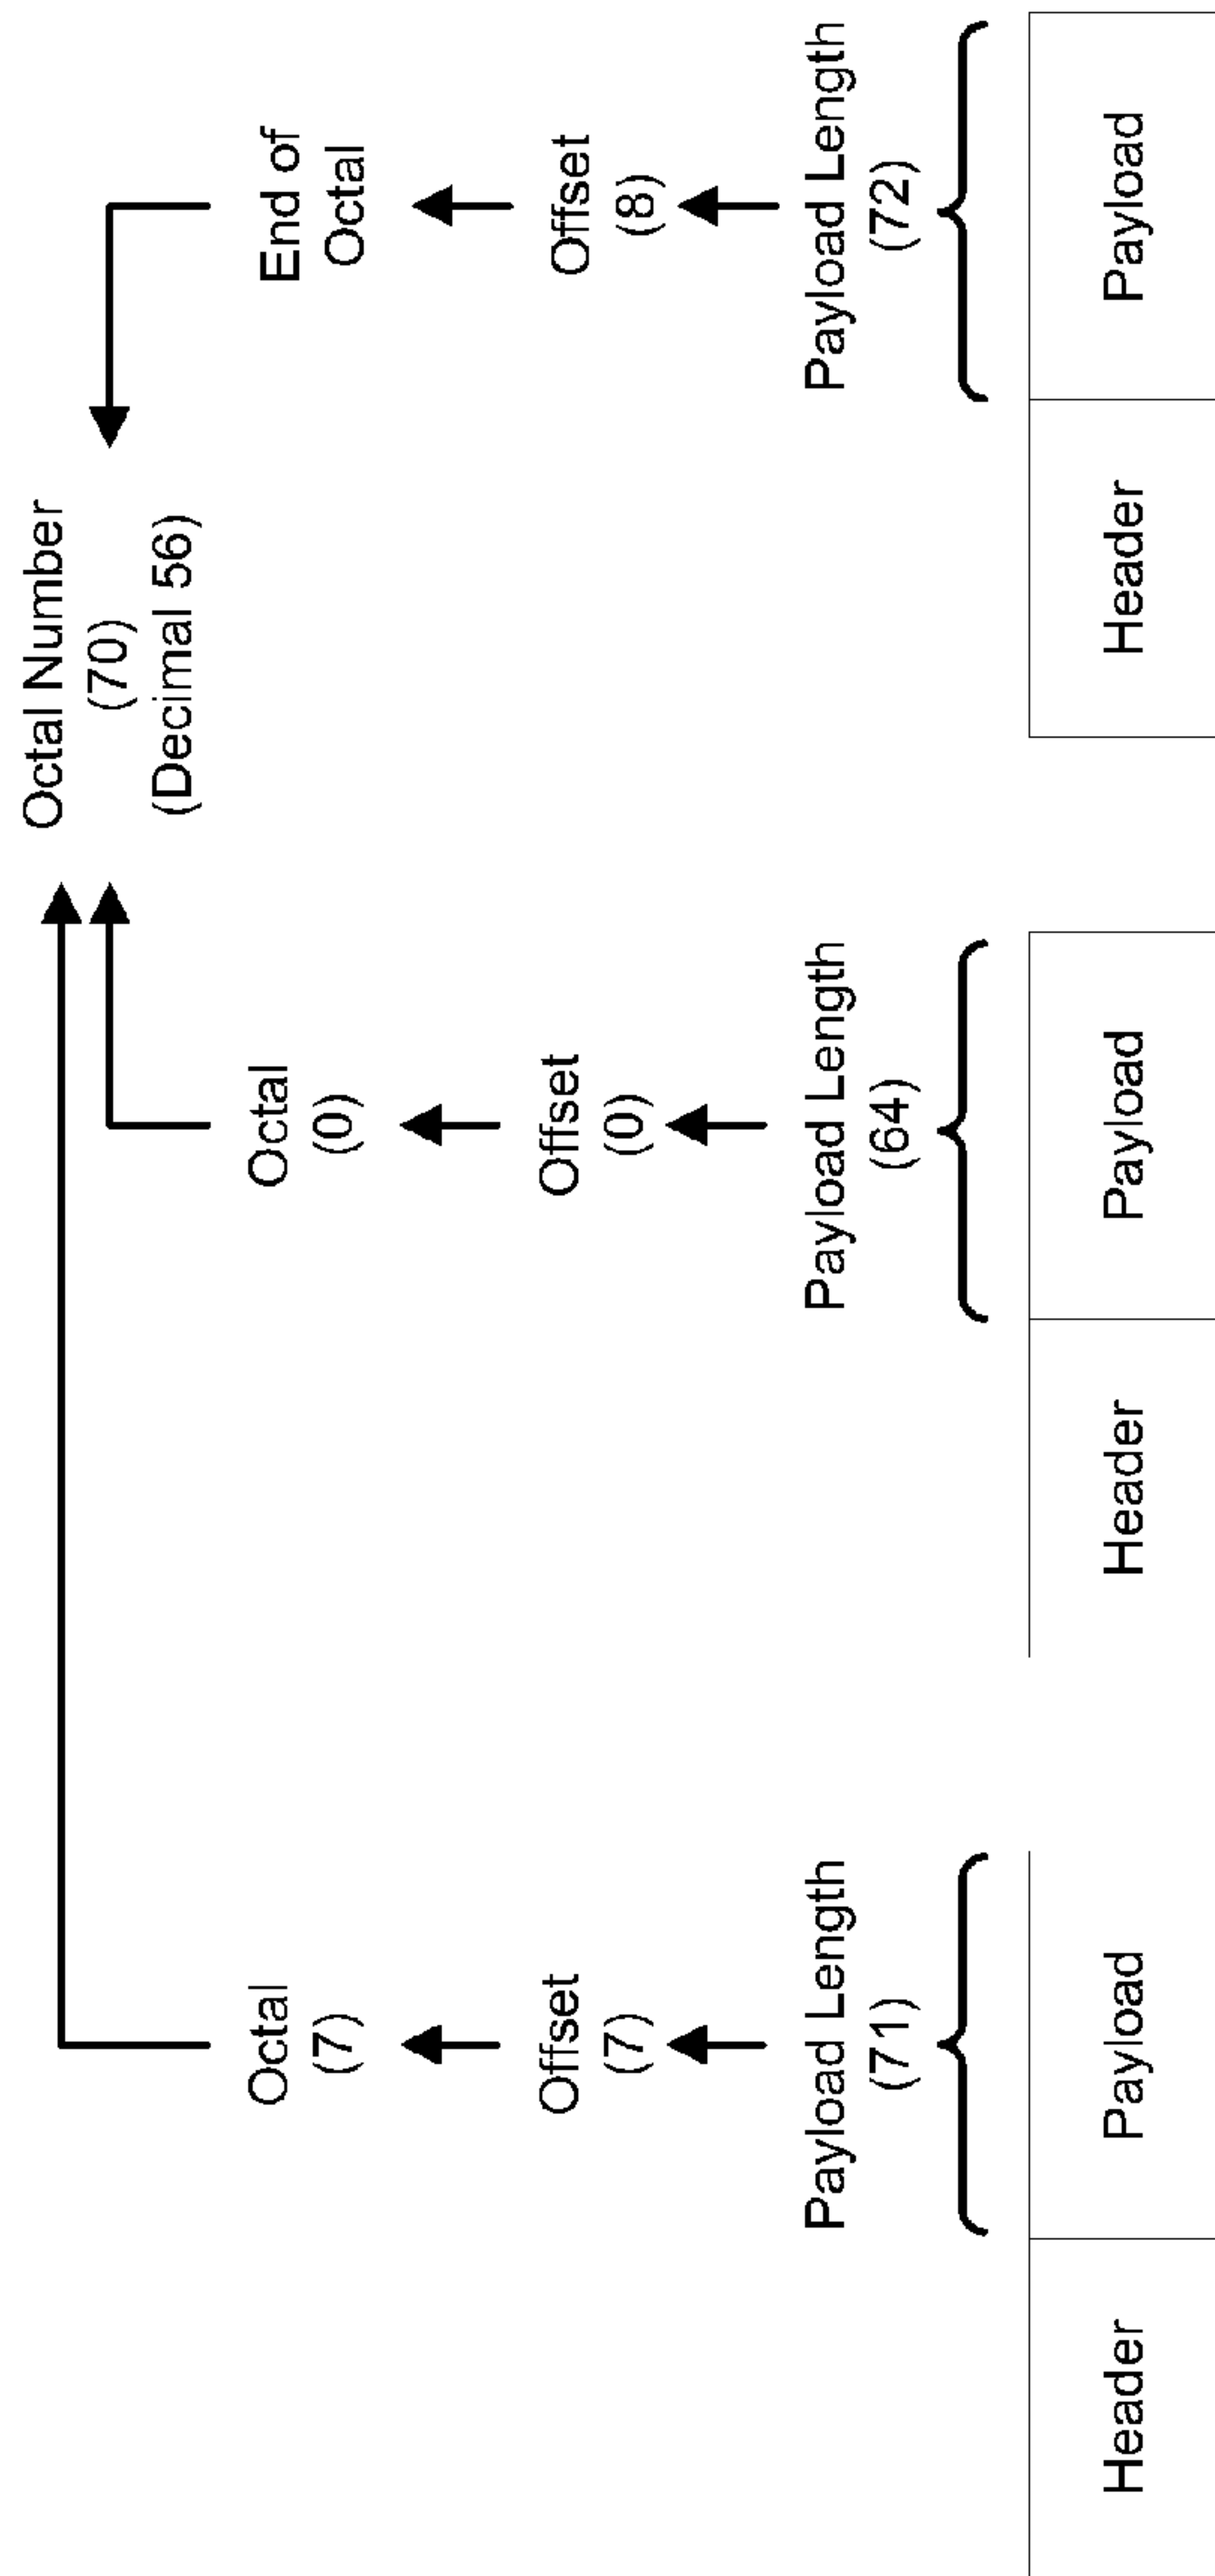 Octal Number
(70)
(Decimal 56)
Octal
(7)
Octal
(0)
End of
Octal
Offset
(7)
Offset
(0)
Offset
(8)
Payload Length
(71)
Payload Length
(64)
Payload Length
(72)
Header
Payload
Header
Payload
Header
Payload